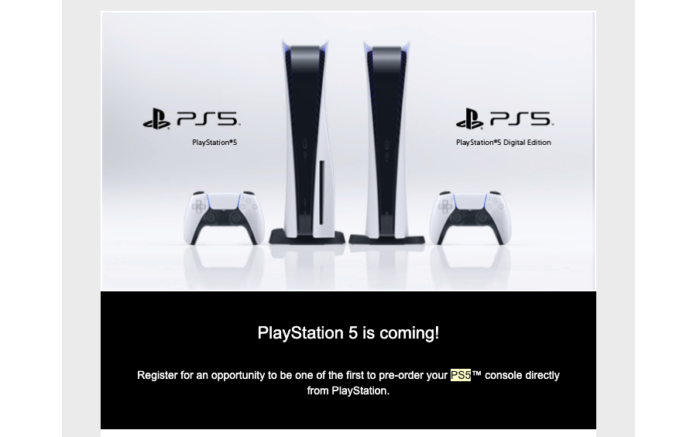 PS5.
PS5.
PlayStation®5
PlayStation®5 Digital Edition
PlayStation 5 is coming!
Register for an opportunity to be one of the first to pre-order your PS5™ console directly
from PlayStation.